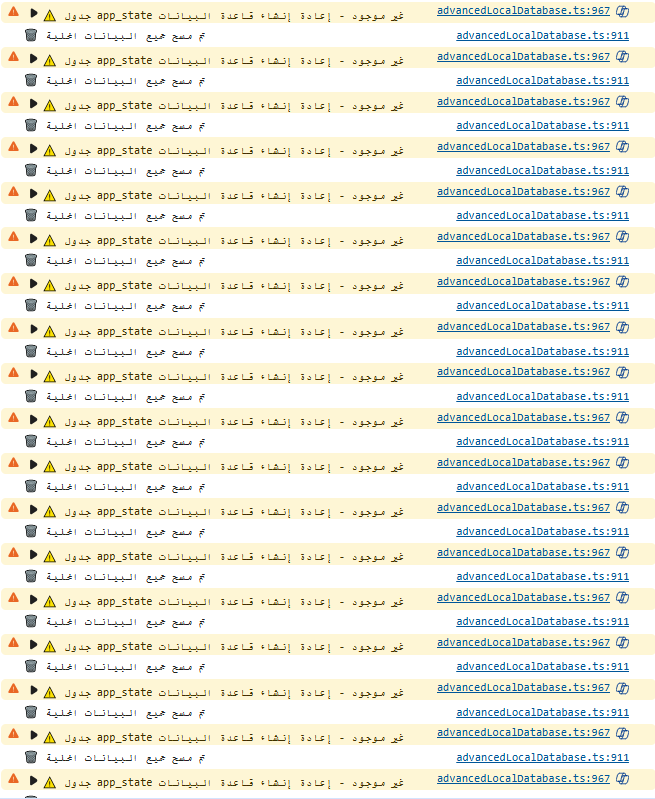 ⚠️ جدول app_state غير موجود - إعادة إنشاء قاعدة البيانات advancedLocalDatabase.ts:967
🗑️ تم مسح جميع البيانات المحلية advancedLocalDatabase.ts:911
⚠️ جدول app_state غير موجود - إعادة إنشاء قاعدة البيانات advancedLocalDatabase.ts:967
🗑️ تم مسح جميع البيانات المحلية advancedLocalDatabase.ts:911
⚠️ جدول app_state غير موجود - إعادة إنشاء قاعدة البيانات advancedLocalDatabase.ts:967
🗑️ تم مسح جميع البيانات المحلية advancedLocalDatabase.ts:911
⚠️ جدول app_state غير موجود - إعادة إنشاء قاعدة البيانات advancedLocalDatabase.ts:967
🗑️ تم مسح جميع البيانات المحلية advancedLocalDatabase.ts:911
⚠️ جدول app_state غير موجود - إعادة إنشاء قاعدة البيانات advancedLocalDatabase.ts:967
🗑️ تم مسح جميع البيانات المحلية advancedLocalDatabase.ts:911
⚠️ جدول app_state غير موجود - إعادة إنشاء قاعدة البيانات advancedLocalDatabase.ts:967
🗑️ تم مسح جميع البيانات المحلية advancedLocalDatabase.ts:911
⚠️ جدول app_state غير موجود - إعادة إنشاء قاعدة البيانات advancedLocalDatabase.ts:967
🗑️ تم مسح جميع البيانات المحلية advancedLocalDatabase.ts:911
⚠️ جدول app_state غير موجود - إعادة إنشاء قاعدة البيانات advancedLocalDatabase.ts:967
🗑️ تم مسح جميع البيانات المحلية advancedLocalDatabase.ts:911
⚠️ جدول app_state غير موجود - إعادة إنشاء قاعدة البيانات advancedLocalDatabase.ts:967
🗑️ تم مسح جميع البيانات المحلية advancedLocalDatabase.ts:911
⚠️ جدول app_state غير موجود - إعادة إنشاء قاعدة البيانات advancedLocalDatabase.ts:967
🗑️ تم مسح جميع البيانات المحلية advancedLocalDatabase.ts:911
⚠️ جدول app_state غير موجود - إعادة إنشاء قاعدة البيانات advancedLocalDatabase.ts:967
🗑️ تم مسح جميع البيانات المحلية advancedLocalDatabase.ts:911
⚠️ جدول app_state غير موجود - إعادة إنشاء قاعدة البيانات advancedLocalDatabase.ts:967
🗑️ تم مسح جميع البيانات المحلية advancedLocalDatabase.ts:911
⚠️ جدول app_state غير موجود - إعادة إنشاء قاعدة البيانات advancedLocalDatabase.ts:967
🗑️ تم مسح جميع البيانات المحلية advancedLocalDatabase.ts:911
⚠️ جدول app_state غير موجود - إعادة إنشاء قاعدة البيانات advancedLocalDatabase.ts:967
🗑️ تم مسح جميع البيانات المحلية advancedLocalDatabase.ts:911
⚠️ جدول app_state غير موجود - إعادة إنشاء قاعدة البيانات advancedLocalDatabase.ts:967
🗑️ تم مسح جميع البيانات المحلية advancedLocalDatabase.ts:911
⚠️ جدول app_state غير موجود - إعادة إنشاء قاعدة البيانات advancedLocalDatabase.ts:967
🗑️ تم مسح جميع البيانات المحلية advancedLocalDatabase.ts:911
⚠️ جدول app_state غير موجود - إعادة إنشاء قاعدة البيانات advancedLocalDatabase.ts:967
🗑️ تم مسح جميع البيانات المحلية advancedLocalDatabase.ts:911
⚠️ جدول app_state غير موجود - إعادة إنشاء قاعدة البيانات advancedLocalDatabase.ts:967